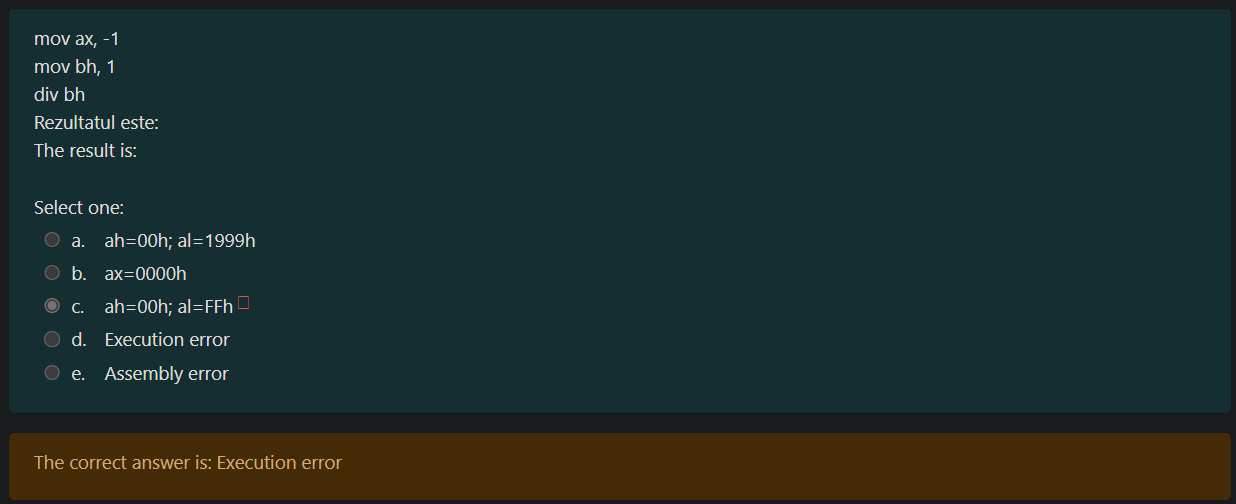 mov ax, -1
mov bh, 1
div bh
Rezultatul este:
The result is:
Select one:
a. ah=00h; al=1999h
b. ax=0000h
c. ah=00h; al=FFh
d. Execution error
e. Assembly error
The correct answer is: Execution error